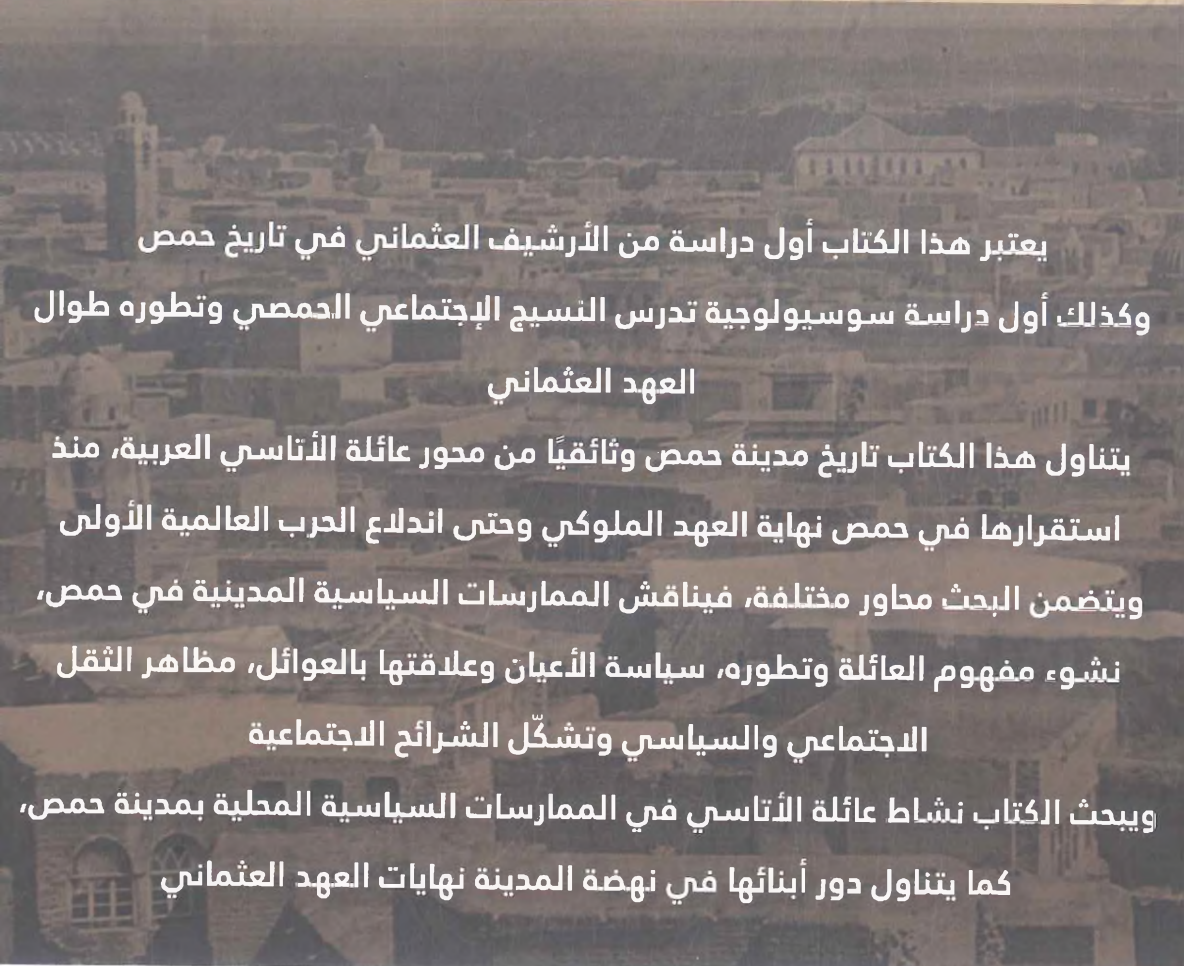 يعتبر هذا الكتاب أول دراسة من الأرشيف العثماني في تاريخ حمص
وكذلك أول دراسة سوسيولوجية تدرس النسيج الإجتماعي الحمصي وتطوره طوال
العهد العثماني
يتناول هذا الكتاب تاريخ مدينة حمص وثائقيًا من محور عائلة الأتاسي العربية، منذ
استقرارها في حمص نهاية العهد الملوكي وحتى اندلاع الحرب العالمية الأولى
ويتضمن البحث محاور مختلفة، فيناقش الممارسات السياسية المدينية في حمص،
نشوء مفهوم العائلة وتطوره، سياسة الأعيان وعلاقتها بالعوائل، مظاهر الثقل
الاجتماعي والسياسي وتشكّل الشرائح الاجتماعية
ويبحث الكتاب نشاط عائلة الأتاسي في الممارسات السياسية المحلية بمدينة حمص،
كما يتناول دور أبنائها في نهضة المدينة نهايات العهد العثماني